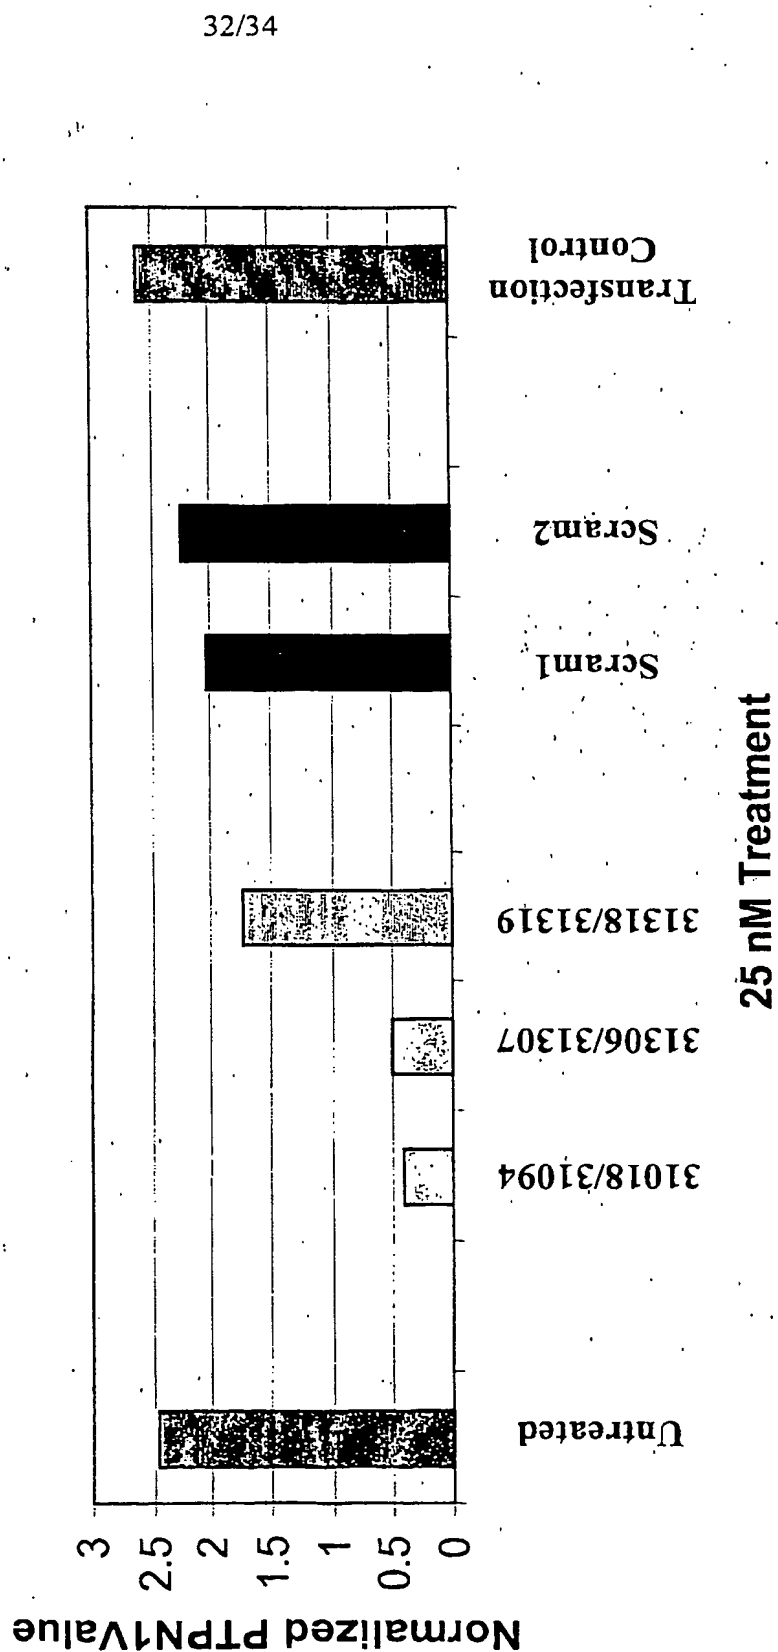 32/34
Normalized PTPN1Value
3
2.5
2
1.5
1
0.5
0
Untreated
31018/31094
31306/31307
31318/31319
Scram1
Scram2
Transfection
Control
25 nM Treatment